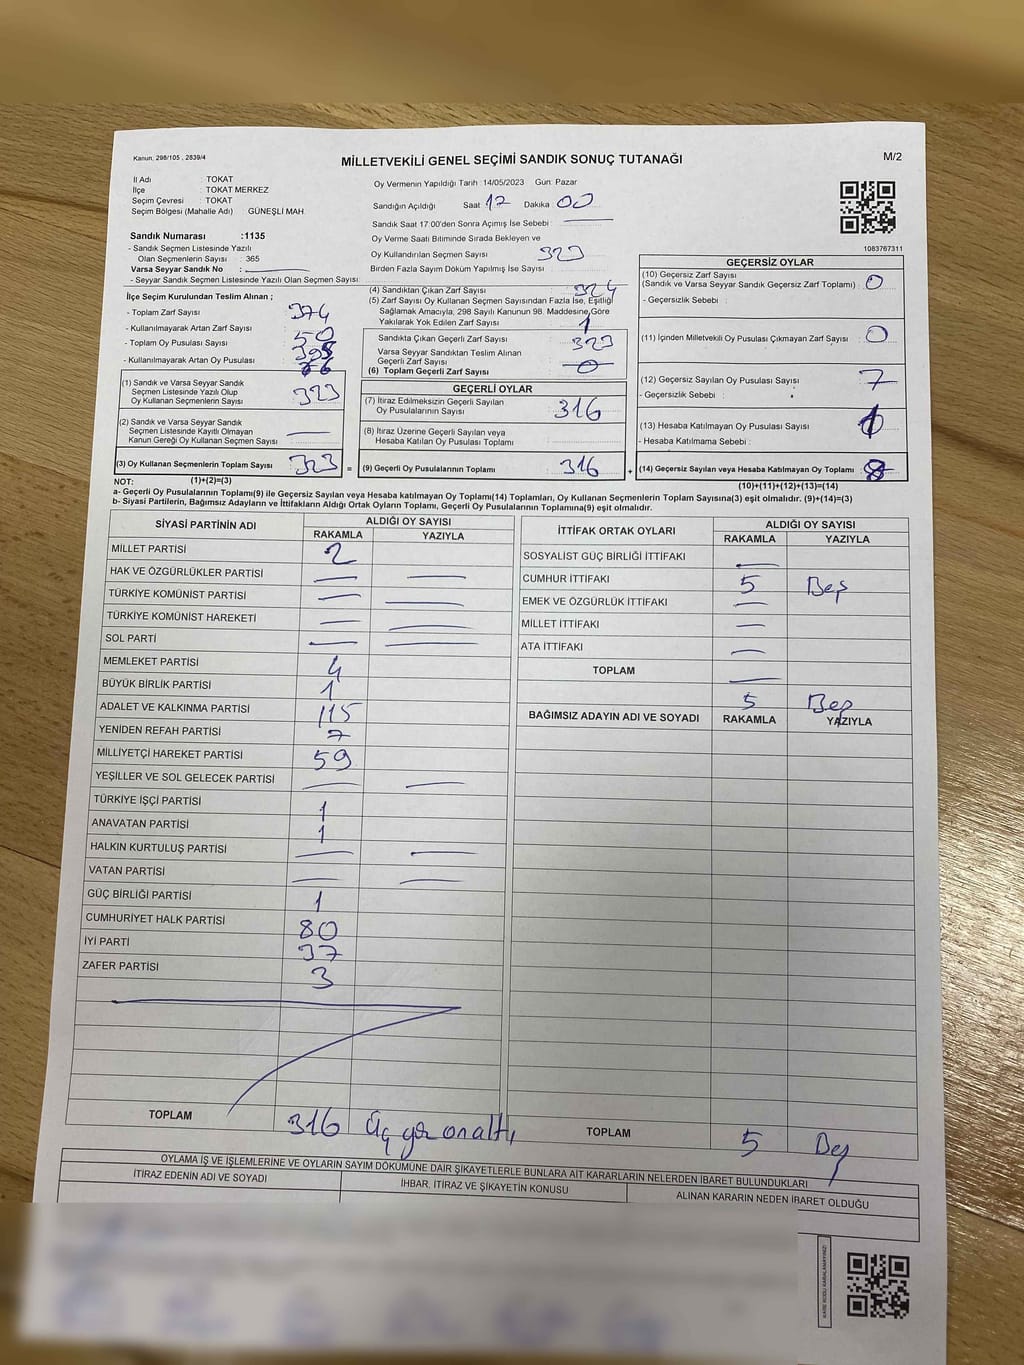 Kanun, 298/105 , 2839/4
MİLLETVEKİLİ GENEL SEÇİMİ SANDIK SONUÇ TUTANAĞI
M/2
İl Adı : TOKAT
İlçe : TOKAT MERKEZ
Seçim Çevresi : TOKAT
Seçim Bölgesi (Mahalle Adı) GÜNEŞLİ MAH.
Sandık Numarası :1135
- Sandık Seçmen Listesinde Yazılı
Olan Seçmenlerin Sayısı : 365
Varsa Seyyar Sandık No :
- Seyyar Sandık Seçmen Listesinde Yazılı Olan Seçmen Sayısı:
İlçe Seçim Kurulundan Teslim Alınan ;
- Toplam Zarf Sayısı : 374
- Kullanılmayarak Artan Zarf Sayısı : 50
- Toplam Oy Pusulası Sayısı :
- Kullanılmayarak Artan Oy Pusulası :
(1) Sandık ve Varsa Seyyar Sandık
Seçmen Listesinde Yazılı Olup
Oy Kullanan Seçmenlerin Sayısı : 323
(2) Sandık ve Varsa Seyyar Sandık
Seçmen Listesinde Kayıtlı Olmayan
Kanun Gereği Oy Kullanan Seçmen Sayısı : —
(3) Oy Kullanan Seçmenlerin Toplam Sayısı : 323
Oy Vermenin Yapıldığı Tarih : 14/05/2023 Gün: Pazar
Sandığın Açıldığı Saat 17 Dakika 00
Sandık Saat 17:00'den Sonra Açımış İse Sebebi : —
Oy Verme Saati Bitiminde Sırada Bekleyen ve
Oy Kullandırılan Seçmen Sayısı 323
Birden Fazla Sayım Döküm Yapılmış İse Sayısı :
(4) Sandıktan Çıkan Zarf Sayısı : 324
(5) Zarf Sayısı Oy Kullanan Seçmen Sayısından Fazla İse, Eşitliği
Sağlamak Amacıyla, 298 Sayılı Kanunun 98. Maddesine Göre
Yakılarak Yok Edilen Zarf Sayısı : 1
Sandıkta Çıkan Geçerli Zarf Sayısı : 323
Varsa Seyyar Sandıktan Teslim Alınan
Geçerli Zarf Sayısı :
(6) Toplam Geçerli Zarf Sayısı :
GEÇERLİ OYLAR
(7) İtiraz Edilmeksizin Geçerli Sayılan
Oy Pusulalarının Sayısı : 316
(8) İtiraz Üzerine Geçerli Sayılan veya
Hesaba Katılan Oy Pusulası Toplamı :
= (9) Geçerli Oy Pusulalarının Toplamı : 316
1083767311
GEÇERSİZ OYLAR
(10) Geçersiz Zarf Sayısı
(Sandık ve Varsa Seyyar Sandık Geçersiz Zarf Toplamı) : 0
- Geçersizlik Sebebi :
(11) İçinden Milletvekili Oy Pusulası Çıkmayan Zarf Sayısı : 0
(12) Geçersiz Sayılan Oy Pusulası Sayısı : 7
- Geçersizlik Sebebi :
(13) Hesaba Katılmayan Oy Pusulası Sayısı :
- Hesaba Katılmama Sebebi :
+ (14) Geçersiz Sayılan veya Hesaba Katılmayan Oy Toplamı :
NOT: (1)+(2)=(3)
(10)+(11)+(12)+(13)=(14)
a- Geçerli Oy Pusulalarının Toplamı(9) ile Geçersiz Sayılan veya Hesaba katılmayan Oy Toplam(14) Toplamları, Oy Kullanan Seçmenlerin Toplam Sayısına(3) eşit olmalıdır. (9)+(14)=(3)
b- Siyasi Partilerin, Bağımsız Adayların ve İttifakların Aldığı Ortak Oyların Toplamı, Geçerli Oy Pusulalarının Toplamına(9) eşit olmalıdır.
SİYASİ PARTİNİN ADI
ALDIĞI OY SAYISI
RAKAMLA YAZIYLA
MİLLET PARTİSİ 2
HAK VE ÖZGÜRLÜKLER PARTİSİ — —
TÜRKİYE KOMÜNİST PARTİSİ — —
TÜRKİYE KOMÜNİST HAREKETİ — —
SOL PARTİ — —
MEMLEKET PARTİSİ 4
BÜYÜK BİRLİK PARTİSİ 1
ADALET VE KALKINMA PARTİSİ 115
YENİDEN REFAH PARTİSİ 7
MİLLİYETÇİ HAREKET PARTİSİ 59
YEŞİLLER VE SOL GELECEK PARTİSİ — —
TÜRKİYE İŞÇİ PARTİSİ 1
ANAVATAN PARTİSİ 1
HALKIN KURTULUŞ PARTİSİ — —
VATAN PARTİSİ — —
GÜÇ BİRLİĞİ PARTİSİ 1
CUMHURİYET HALK PARTİSİ 80
İYİ PARTİ 37
ZAFER PARTİSİ 3
TOPLAM 316 Üç yüz onaltı
İTTİFAK ORTAK OYLARI
ALDIĞI OY SAYISI
RAKAMLA YAZIYLA
SOSYALİST GÜÇ BİRLİĞİ İTTİFAKI —
CUMHUR İTTİFAKI 5 Beş
EMEK VE ÖZGÜRLÜK İTTİFAKI —
MİLLET İTTİFAKI —
ATA İTTİFAKI —
TOPLAM —
5 Beş
BAĞIMSIZ ADAYIN ADI VE SOYADI RAKAMLA YAZIYLA
TOPLAM 5 Beş
OYLAMA İŞ VE İŞLEMLERİNE VE OYLARIN SAYIM DÖKÜMÜNE DAİR ŞİKAYETLERLE BUNLARA AİT KARARLARIN NELERDEN İBARET BULUNDUKLARI
İTİRAZ EDENİN ADI VE SOYADI
İHBAR, İTİRAZ VE ŞİKAYETİN KONUSU
ALINAN KARARIN NEDEN İBARET OLDUĞU
KARE KODU KARALAMAYINIZ!